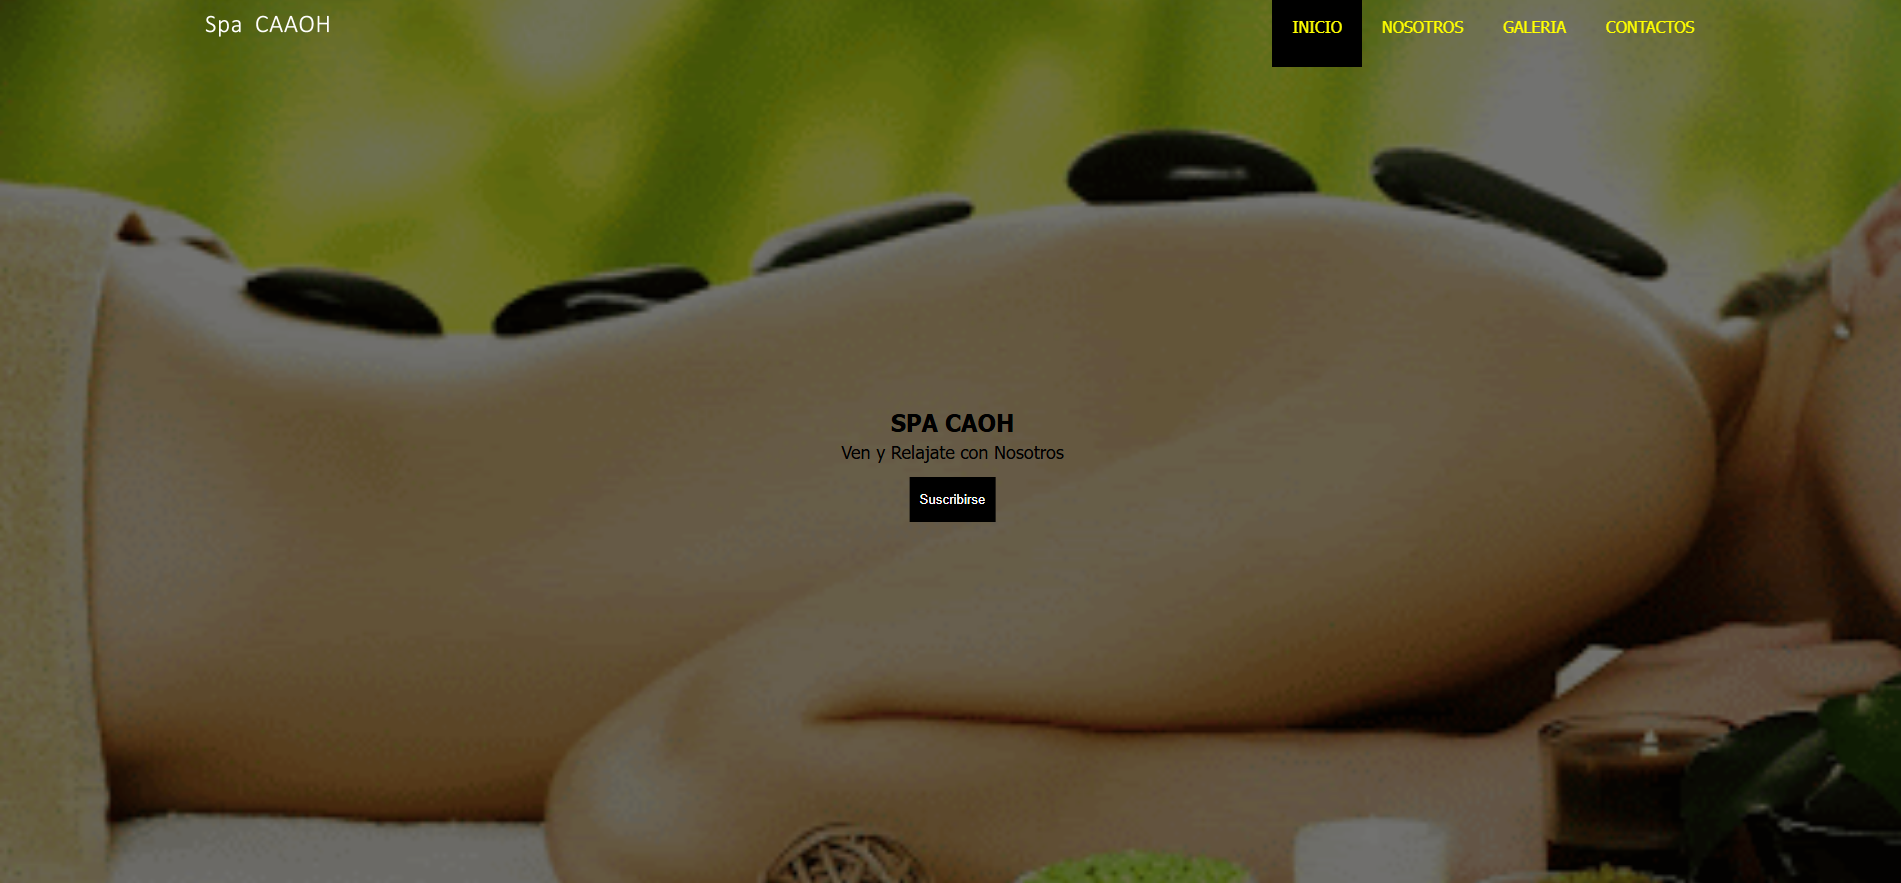 Spa CAAOH
INICIO NOSOTROS GALERIA CONTACTOS
SPA CAOH
Ven y Relajate con Nosotros
Suscribirse